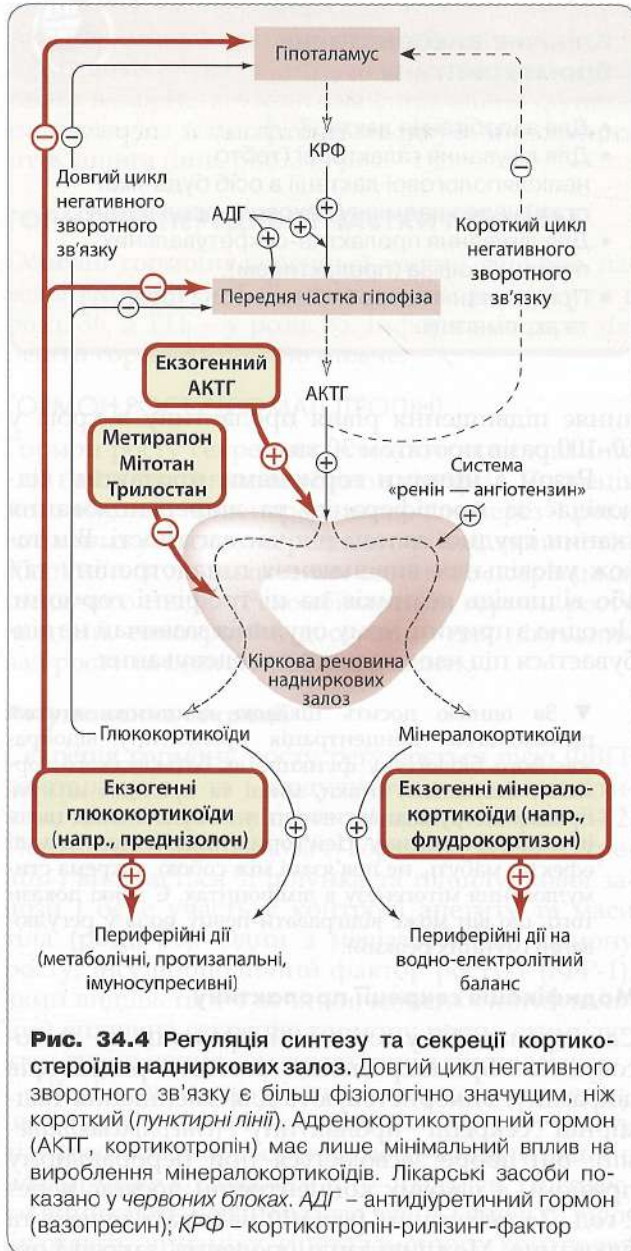 Гіпоталамус
КРФ
Довгий цикл
негативного
зворотного
зв'язку
АДГ
Короткий цикл
негативного
зворотного
зв'язку
Передня частка гіпофіза
Екзогенний
АКТГ
АКТГ
Метирапон
Мітотан
Трилостан
Система
«ренін — ангіотензин»
Кіркова речовина
надниркових
залоз
Глюкокортикоїди
Мінералокортикоїди
Екзогенні
глюкокортикоїди
(напр., преднізолон)
Екзогенні мінерало-
кортикоїди (напр.,
флудрокортизон)
Периферійні дії
(метаболічні, протизапальні,
імуносупресивні)
Периферійні дії на
водно-електролітний
баланс
Рис. 34.4 Регуляція синтезу та секреції кортико-
стероїдів надниркових залоз. Довгий цикл негативного
зворотного зв'язку є більш фізіологічно значущим, ніж
короткий (пунктирні лінії). Адренокортикотропний гормон
(АКТГ, кортикотропін) має лише мінімальний вплив на
вироблення мінералокортикоїдів. Лікарські засоби по-
казано у червоних блоках. АДГ - антидіуретичний гормон
(вазопресин); КРФ - кортикотропін-рилізинг-фактор